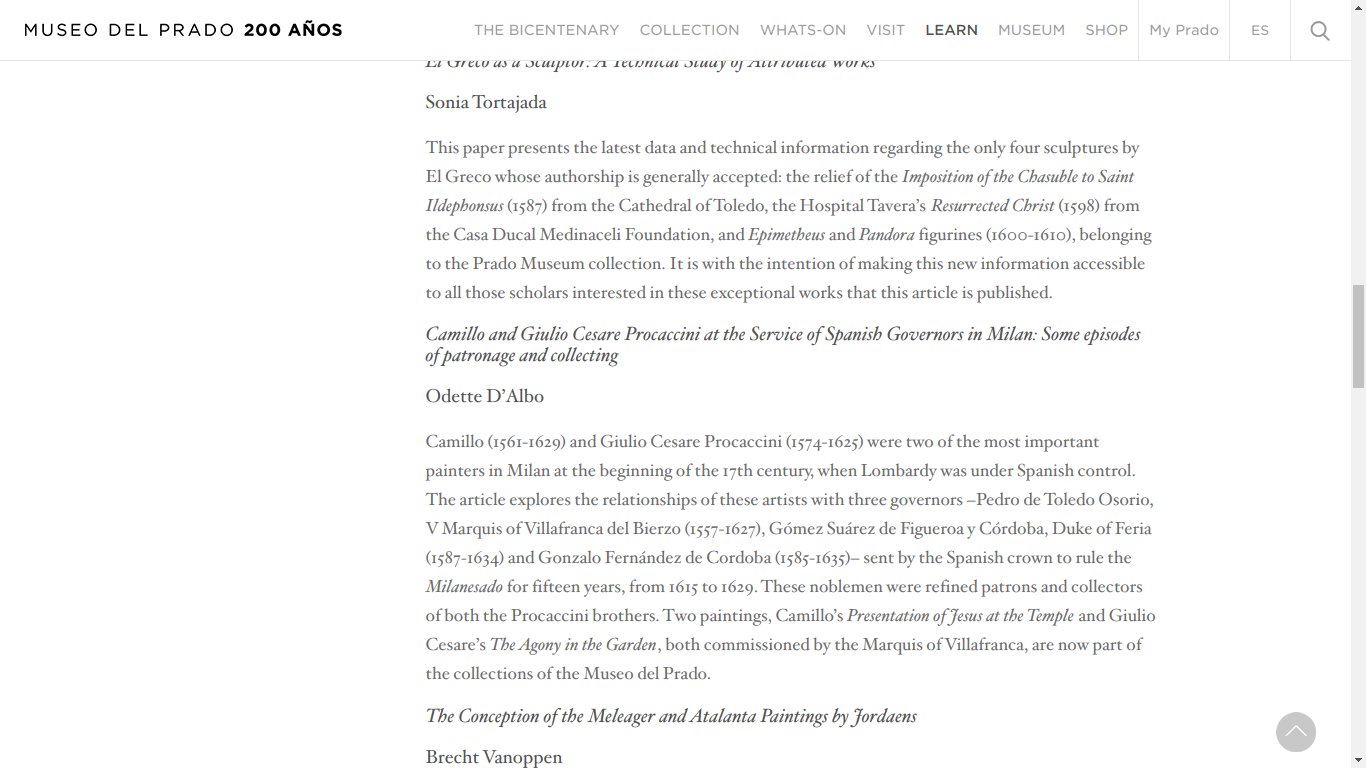 MUSEO DEL PRADO 200 AÑOS
THE BICENTENARY COLLECTION WHATS-ON VISIT LEARN MUSEUM SHOP My Prado ES
El Greco as a Sculptor: A Technical Study of Attributed Works
Sonia Tortajada
This paper presents the latest data and technical information regarding the only four sculptures by
El Greco whose authorship is generally accepted: the relief of the Imposition of the Chasuble to Saint
Ildephonsus (1587) from the Cathedral of Toledo, the Hospital Tavera’s Resurrected Christ (1598) from
the Casa Ducal Medinaceli Foundation, and Epimetheus and Pandora figurines (1600-1610), belonging
to the Prado Museum collection. It is with the intention of making this new information accessible
to all those scholars interested in these exceptional works that this article is published.
Camillo and Giulio Cesare Procaccini at the Service of Spanish Governors in Milan: Some episodes
of patronage and collecting
Odette D’Albo
Camillo (1561-1629) and Giulio Cesare Procaccini (1574-1625) were two of the most important
painters in Milan at the beginning of the 17th century, when Lombardy was under Spanish control.
The article explores the relationships of these artists with three governors –Pedro de Toledo Osorio,
V Marquis of Villafranca del Bierzo (1557-1627), Gómez Suárez de Figueroa y Córdoba, Duke of Feria
(1587-1634) and Gonzalo Fernández de Cordoba (1585-1635)– sent by the Spanish crown to rule the
Milanesado for fifteen years, from 1615 to 1629. These noblemen were refined patrons and collectors
of both the Procaccini brothers. Two paintings, Camillo’s Presentation of Jesus at the Temple and Giulio
Cesare’s The Agony in the Garden, both commissioned by the Marquis of Villafranca, are now part of
the collections of the Museo del Prado.
The Conception of the Meleager and Atalanta Paintings by Jordaens
Brecht Vanoppen